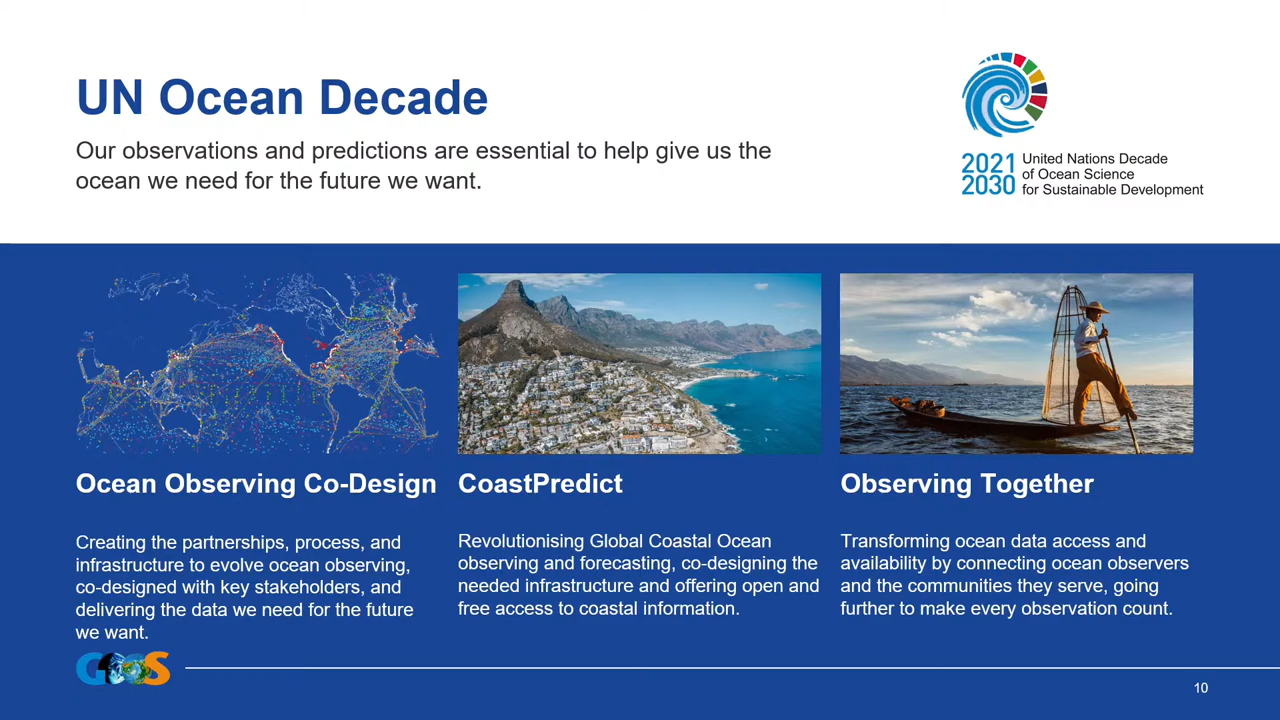 UN Ocean Decade
Our observations and predictions are essential to help give us the
ocean we need for the future we want.
2021
2030
United Nations Decade
of Ocean Science
for Sustainable Development
Ocean Observing Co-Design
Creating the partnerships, process, and
infrastructure to evolve ocean observing,
co-designed with key stakeholders, and
delivering the data we need for the future
we want.
CoastPredict
Revolutionising Global Coastal Ocean
observing and forecasting, co-designing the
needed infrastructure and offering open and
free access to coastal information.
Observing Together
Transforming ocean data access and
availability by connecting ocean observers
and the communities they serve, going
further to make every observation count.
GOOS
10